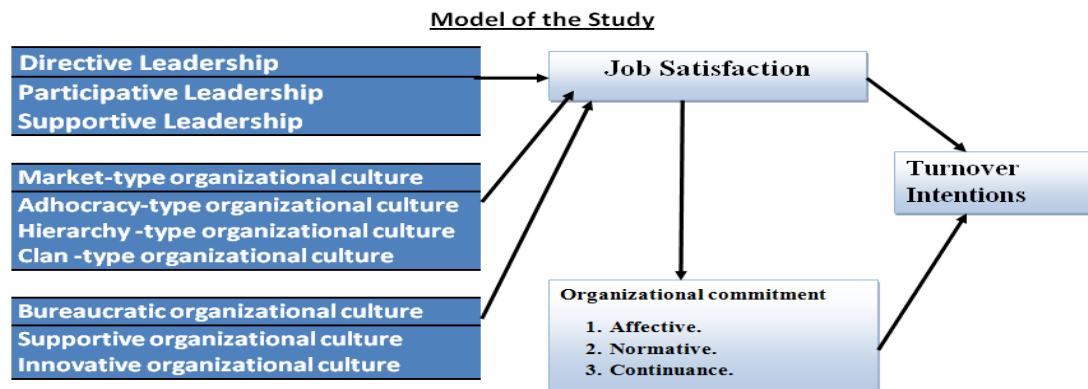 Model of the Study
Directive Leadership
Participative Leadership
Supportive Leadership
Market-type organizational culture
Adhocracy-type organizational culture
Hierarchy -type organizational culture
Clan -type organizational culture
Bureaucratic organizational culture
Supportive organizational culture
Innovative organizational culture
Job Satisfaction
Organizational commitment
1. Affective.
2. Normative.
3. Continuance.
Turnover
Intentions